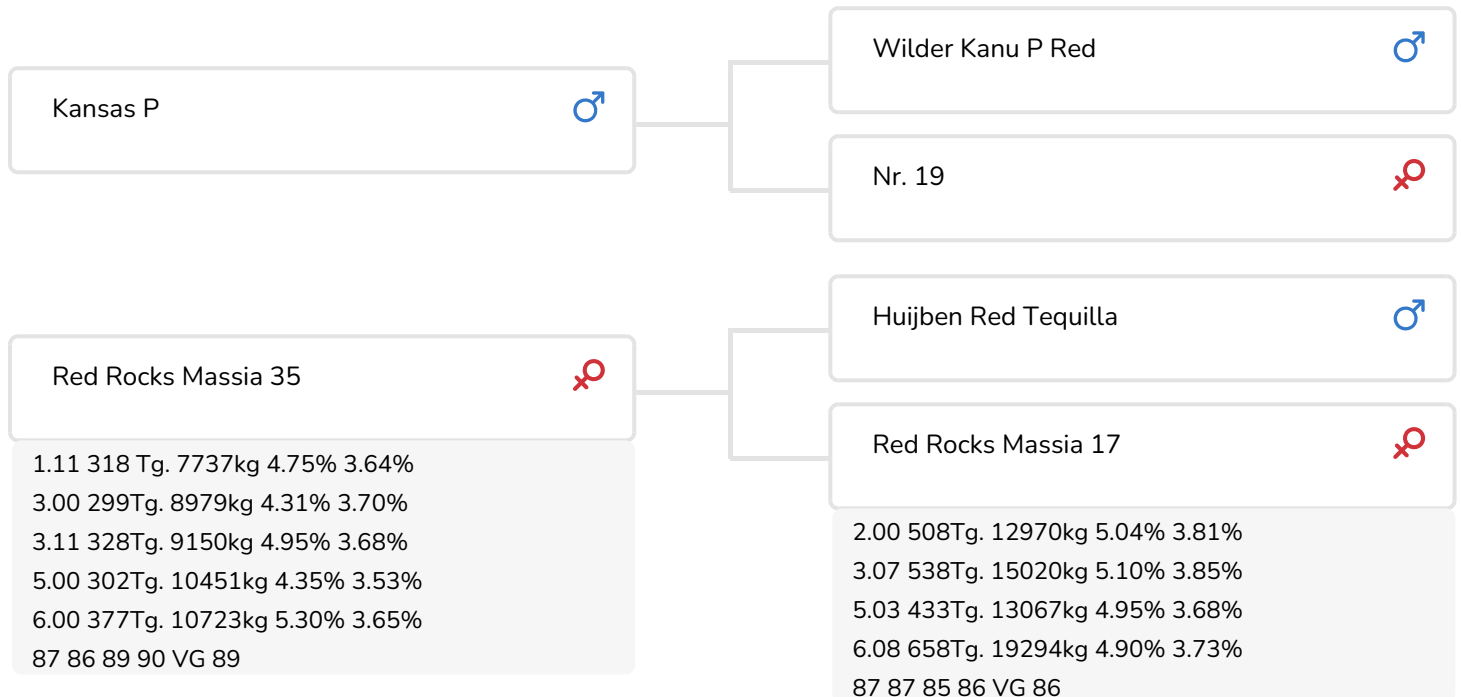 Kansas P
Wilder Kanu P Red
Nr. 19
Red Rocks Massia 35
1.11 318 Tg. 7737kg 4.75% 3.64%
3.00 299Tg. 8979kg 4.31% 3.70%
3.11 328Tg. 9150kg 4.95% 3.68%
5.00 302Tg. 10451kg 4.35% 3.53%
6.00 377Tg. 10723kg 5.30% 3.65%
87 86 89 90 VG 89
Huijben Red Tequilla
Red Rocks Massia 17
2.00 508Tg. 12970kg 5.04% 3.81%
3.07 538Tg. 15020kg 5.10% 3.85%
5.03 433Tg. 13067kg 4.95% 3.68%
6.08 658Tg. 19294kg 4.90% 3.73%
87 87 85 86 VG 86